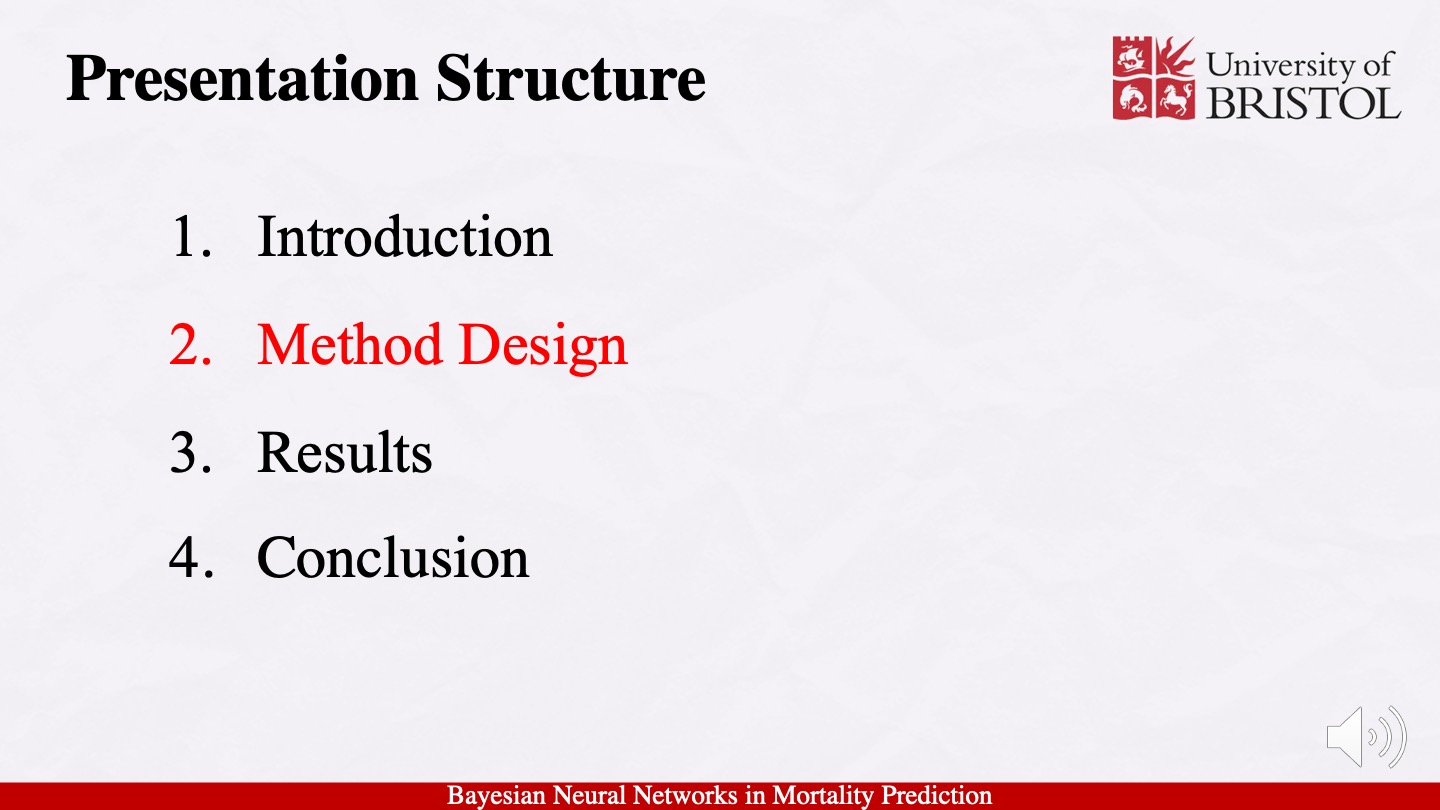 Presentation Structure
University of
BRISTOL
1. Introduction
2. Method Design
3. Results
4. Conclusion
Bayesian Neural Networks in Mortality Prediction